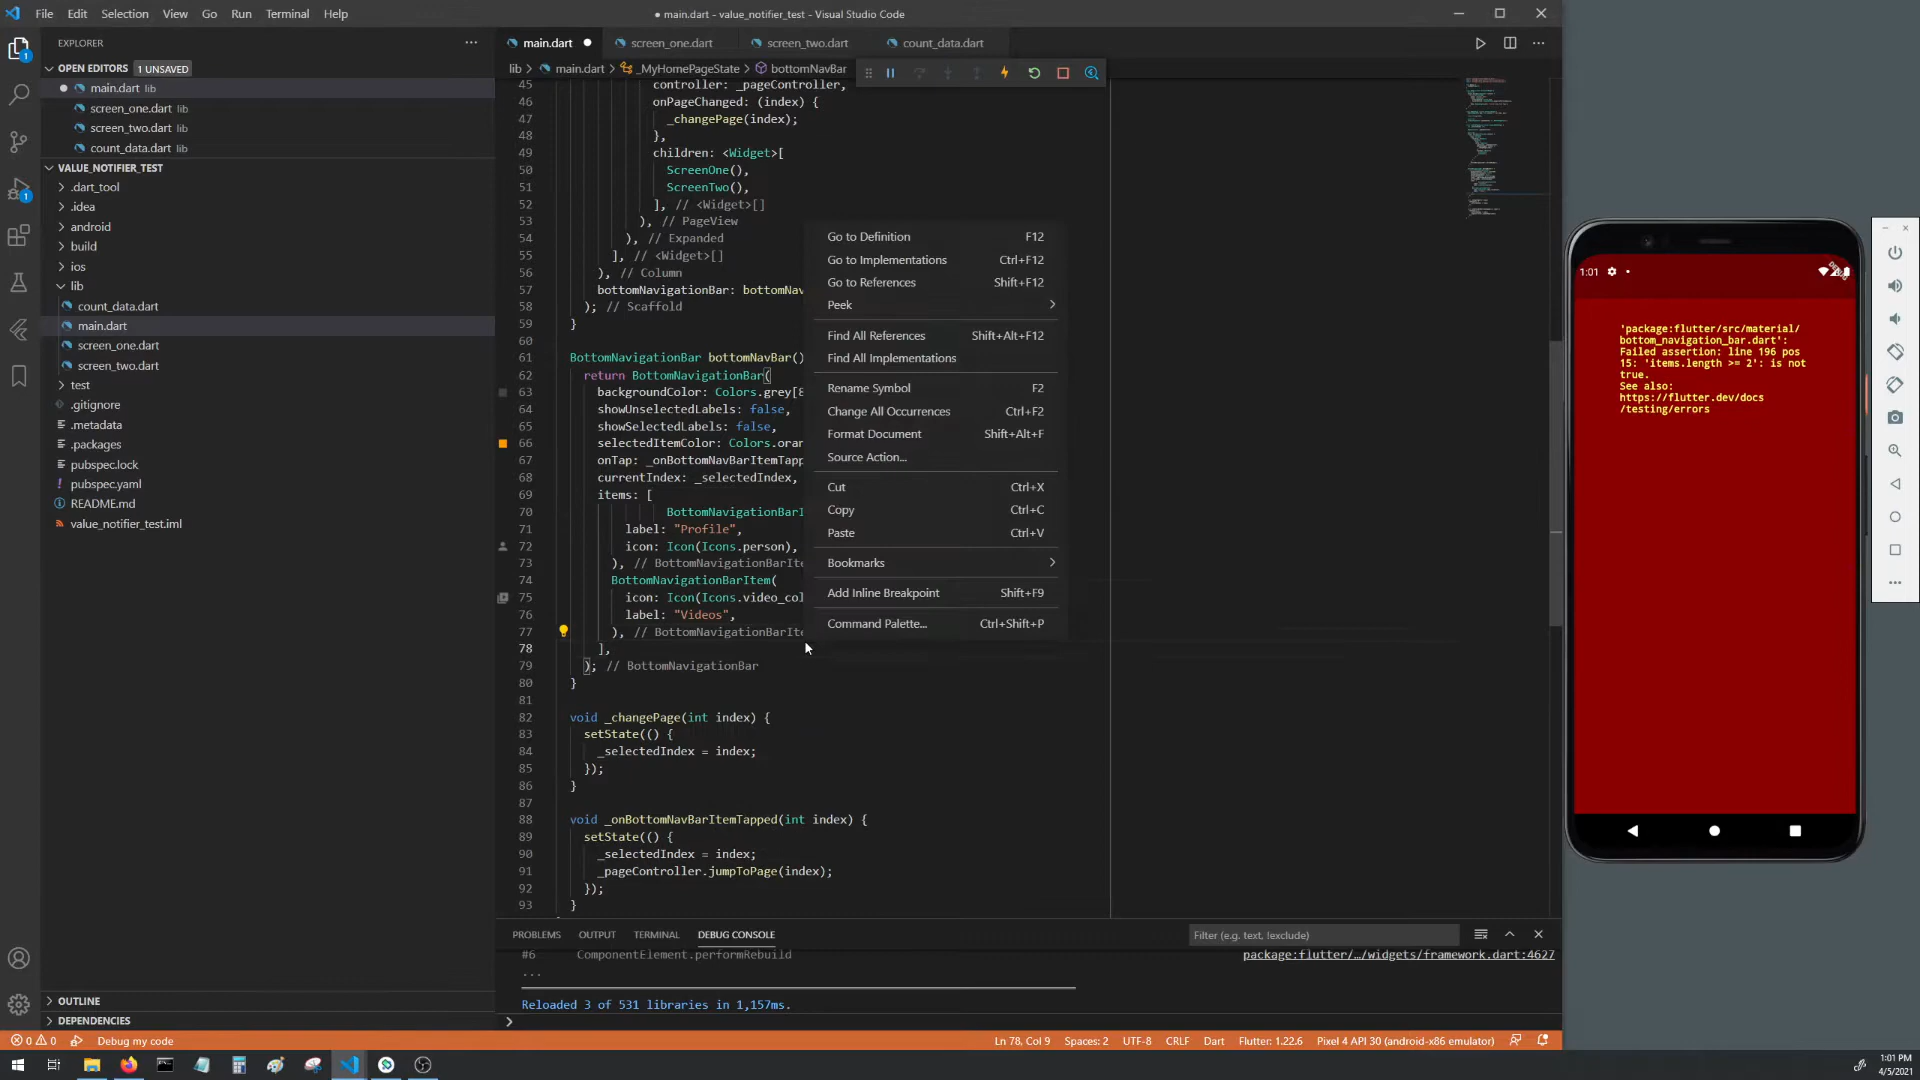 File Edit Selection View Go Run Terminal Help
● main.dart - value_notifier_test - Visual Studio Code
EXPLORER
OPEN EDITORS 1 UNSAVED
main.dart lib
screen_one.dart lib
screen_two.dart lib
count_data.dart lib
VALUE_NOTIFIER_TEST
.dart_tool
.idea
android
build
ios
lib
count_data.dart
main.dart
screen_one.dart
screen_two.dart
test
.gitignore
.metadata
.packages
pubspec.lock
pubspec.yaml
README.md
value_notifier_test.iml
OUTLINE
DEPENDENCIES
main.dart screen_one.dart screen_two.dart count_data.dart
lib > main.dart > _MyHomePageState > bottomNavBar
45 controller: _pageController,
46 onPageChanged: (index) {
47 _changePage(index);
48 },
49 children: <Widget>[
50 ScreenOne(),
51 ScreenTwo(),
52 ], // <Widget>[]
53 ), // PageView
54 ), // Expanded
55 ], // <Widget>[]
56 ), // Column
57 bottomNavigationBar: bottomNav
58 ); // Scaffold
59 }
60
61 BottomNavigationBar bottomNavBar()
62 return BottomNavigationBar(
63 backgroundColor: Colors.grey[8
64 showUnselectedLabels: false,
65 showSelectedLabels: false,
66 selectedItemColor: Colors.oran
67 onTap: _onBottomNavBarItemTapp
68 currentIndex: _selectedIndex,
69 items: [
70 BottomNavigationBarI
71 label: "Profile",
72 icon: Icon(Icons.person),
73 ), // BottomNavigationBarIte
74 BottomNavigationBarItem(
75 icon: Icon(Icons.video_col
76 label: "Videos",
77 ), // BottomNavigationBarIte
78 ],
79 ); // BottomNavigationBar
80 }
81
82 void _changePage(int index) {
83 setState(() {
84 _selectedIndex = index;
85 });
86 }
87
88 void _onBottomNavBarItemTapped(int index) {
89 setState(() {
90 _selectedIndex = index;
91 _pageController.jumpToPage(index);
92 });
93 }
Go to Definition F12
Go to Implementations Ctrl+F12
Go to References Shift+F12
Peek
Find All References Shift+Alt+F12
Find All Implementations
Rename Symbol F2
Change All Occurrences Ctrl+F2
Format Document Shift+Alt+F
Source Action...
Cut Ctrl+X
Copy Ctrl+C
Paste Ctrl+V
Bookmarks
Add Inline Breakpoint Shift+F9
Command Palette... Ctrl+Shift+P
PROBLEMS OUTPUT TERMINAL DEBUG CONSOLE Filter (e.g. text, !exclude)
#6 ComponentElement.performRebuild package:flutter/…/widgets/framework.dart:4627
...
Reloaded 3 of 531 libraries in 1,157ms.
1:01
'package:flutter/src/material/
bottom_navigation_bar.dart':
Failed assertion: line 196 pos
15: 'items.length >= 2': is not
true.
See also:
https://flutter.dev/docs
/testing/errors
0 0 Debug my code Ln 78, Col 9 Spaces: 2 UTF-8 CRLF Dart Flutter: 1.22.6 Pixel 4 API 30 (android-x86 emulator)
1:01 PM
4/5/2021